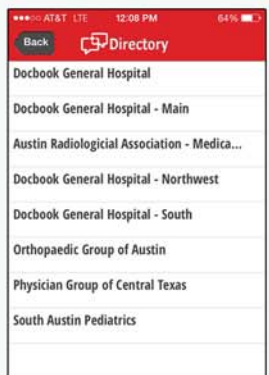 AT&T LTE 12:08 PM 64%
Back Directory
Docbook General Hospital
Docbook General Hospital - Main
Austin Radiologicial Association - Medica...
Docbook General Hospital - Northwest
Docbook General Hospital - South
Orthopaedic Group of Austin
Physician Group of Central Texas
South Austin Pediatrics